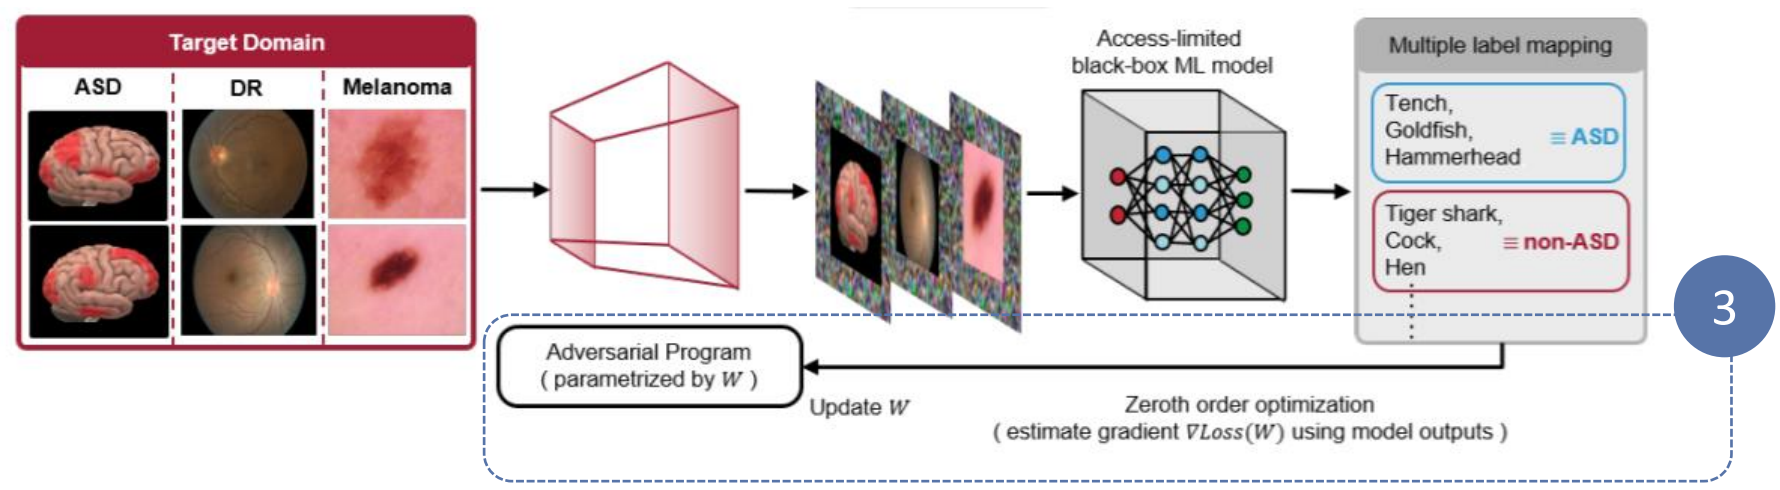 Target Domain
ASD
DR
Melanoma
Access-limited
black-box ML model
Multiple label mapping
Tench,
Goldfish,
Hammerhead
≡ ASD
Tiger shark,
Cock,
Hen
≡ non-ASD
3
Adversarial Program
( parametrized by W )
Update W
Zeroth order optimization
( estimate gradient ∇Loss(W) using model outputs )